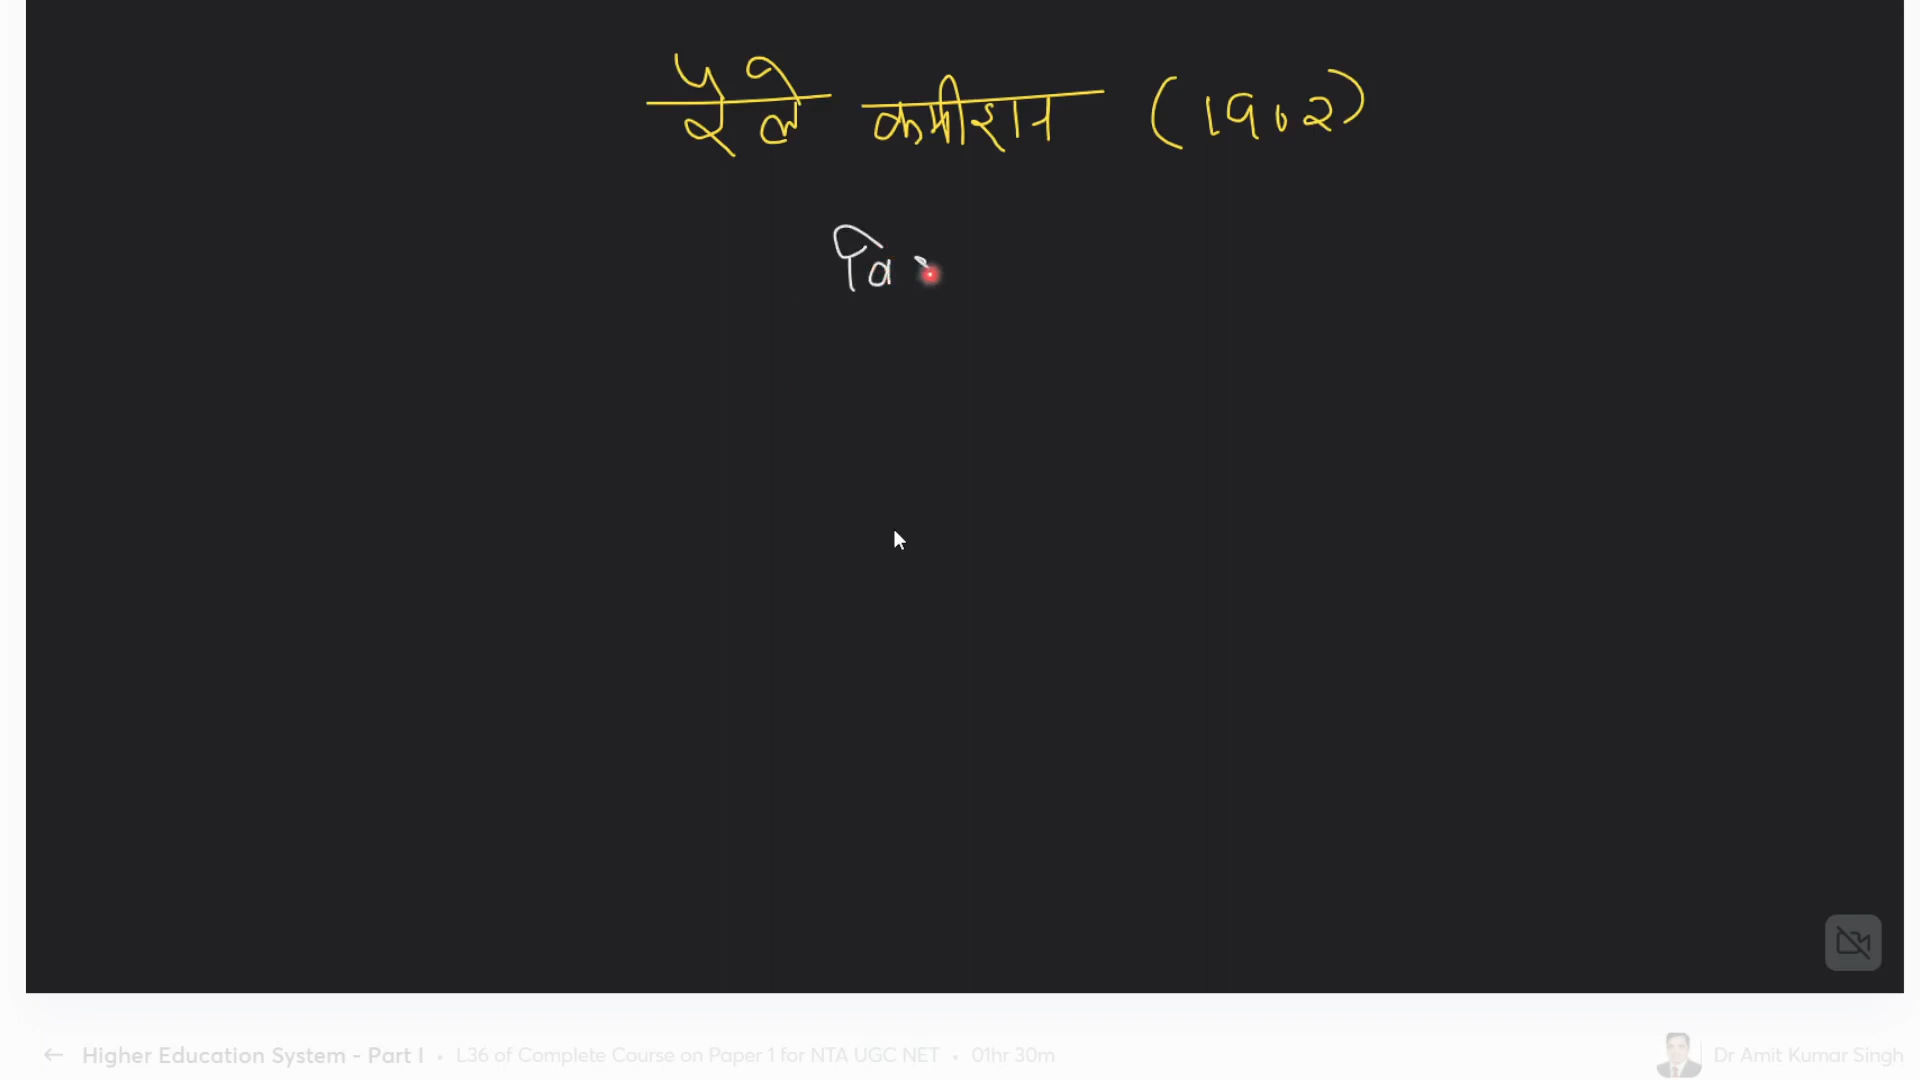 रैले कमीशन (1902)
वि
Higher Education System - Part I • L36 of Complete Course on Paper 1 for NTA UGC NET • 01hr 30m
Dr Amit Kumar Singh